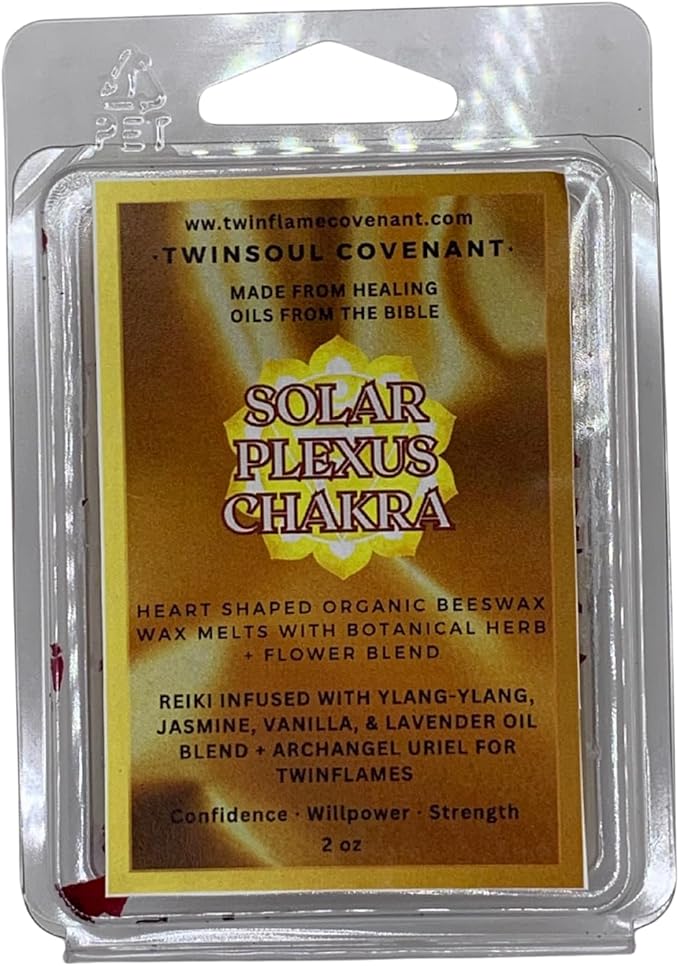 PET
ww.twinflamecovenant.com
·TWINSOUL COVENANT·
MADE FROM HEALING
OILS FROM THE BIBLE
SOLAR
PLEXUS
CHAKRA
HEART SHAPED ORGANIC BEESWAX
WAX MELTS WITH BOTANICAL HERB
+ FLOWER BLEND
REIKI INFUSED WITH YLANG-YLANG,
JASMINE, VANILLA, & LAVENDER OIL
BLEND + ARCHANGEL URIEL FOR
TWINFLAMES
Confidence · Willpower · Strength
2 oz